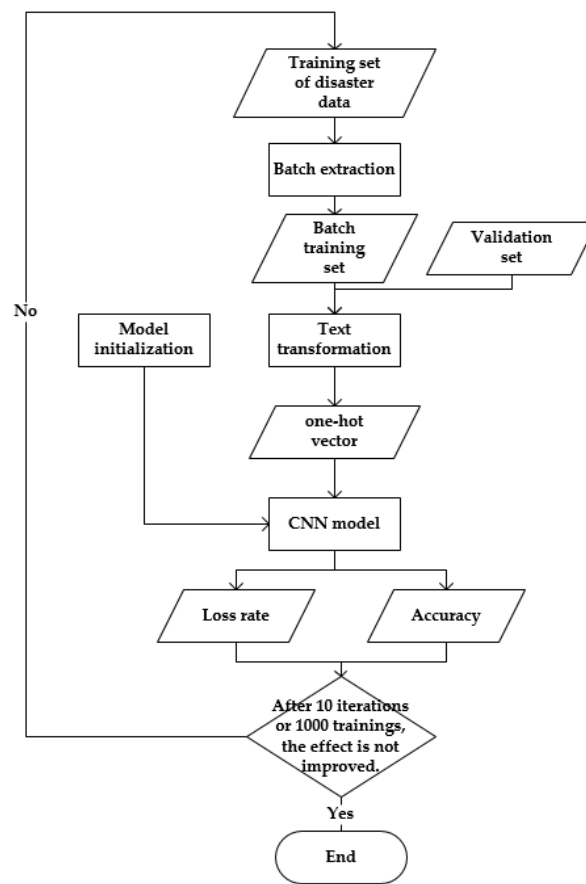 Training set
of disaster
data
Batch extraction
Batch
training
set
Validation
set
No
Model
initialization
Text
transformation
one-hot
vector
CNN model
Loss rate
Accuracy
After 10 iterations
or 1000 trainings,
the effect is not
improved.
Yes
End